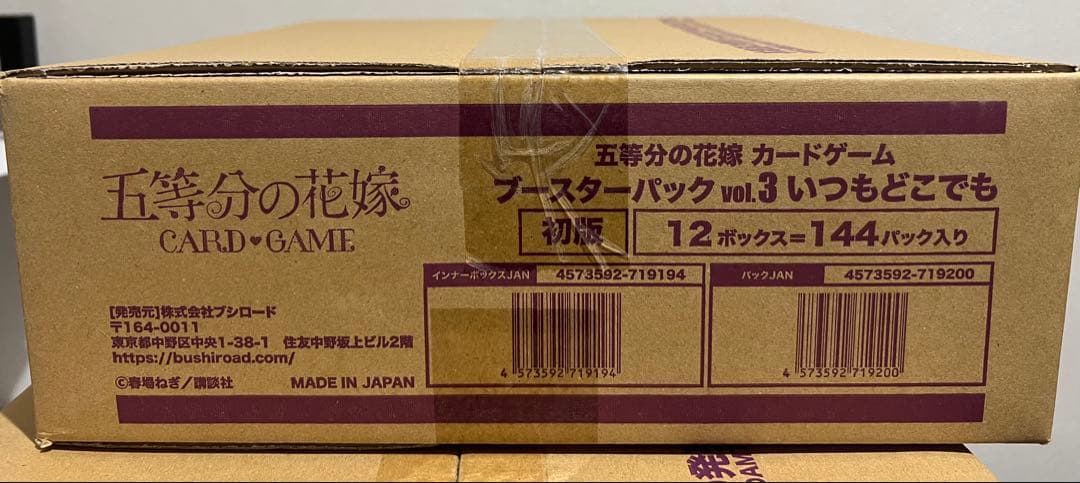 五等分の花嫁
CARD♥GAME
五等分の花嫁 カードゲーム
ブースターパック vol.3 いつもどこでも
初版
12ボックス=144パック入り
インナーボックスJAN 4573592-719194
4 573592 719194
パックJAN 4573592-719200
4 573592 719200
[発売元]株式会社ブシロード
〒164-0011
東京都中野区中央1-38-1 住友中野坂上ビル2階
https://bushiroad.com/
©春場ねぎ/講談社 MADE IN JAPAN
発